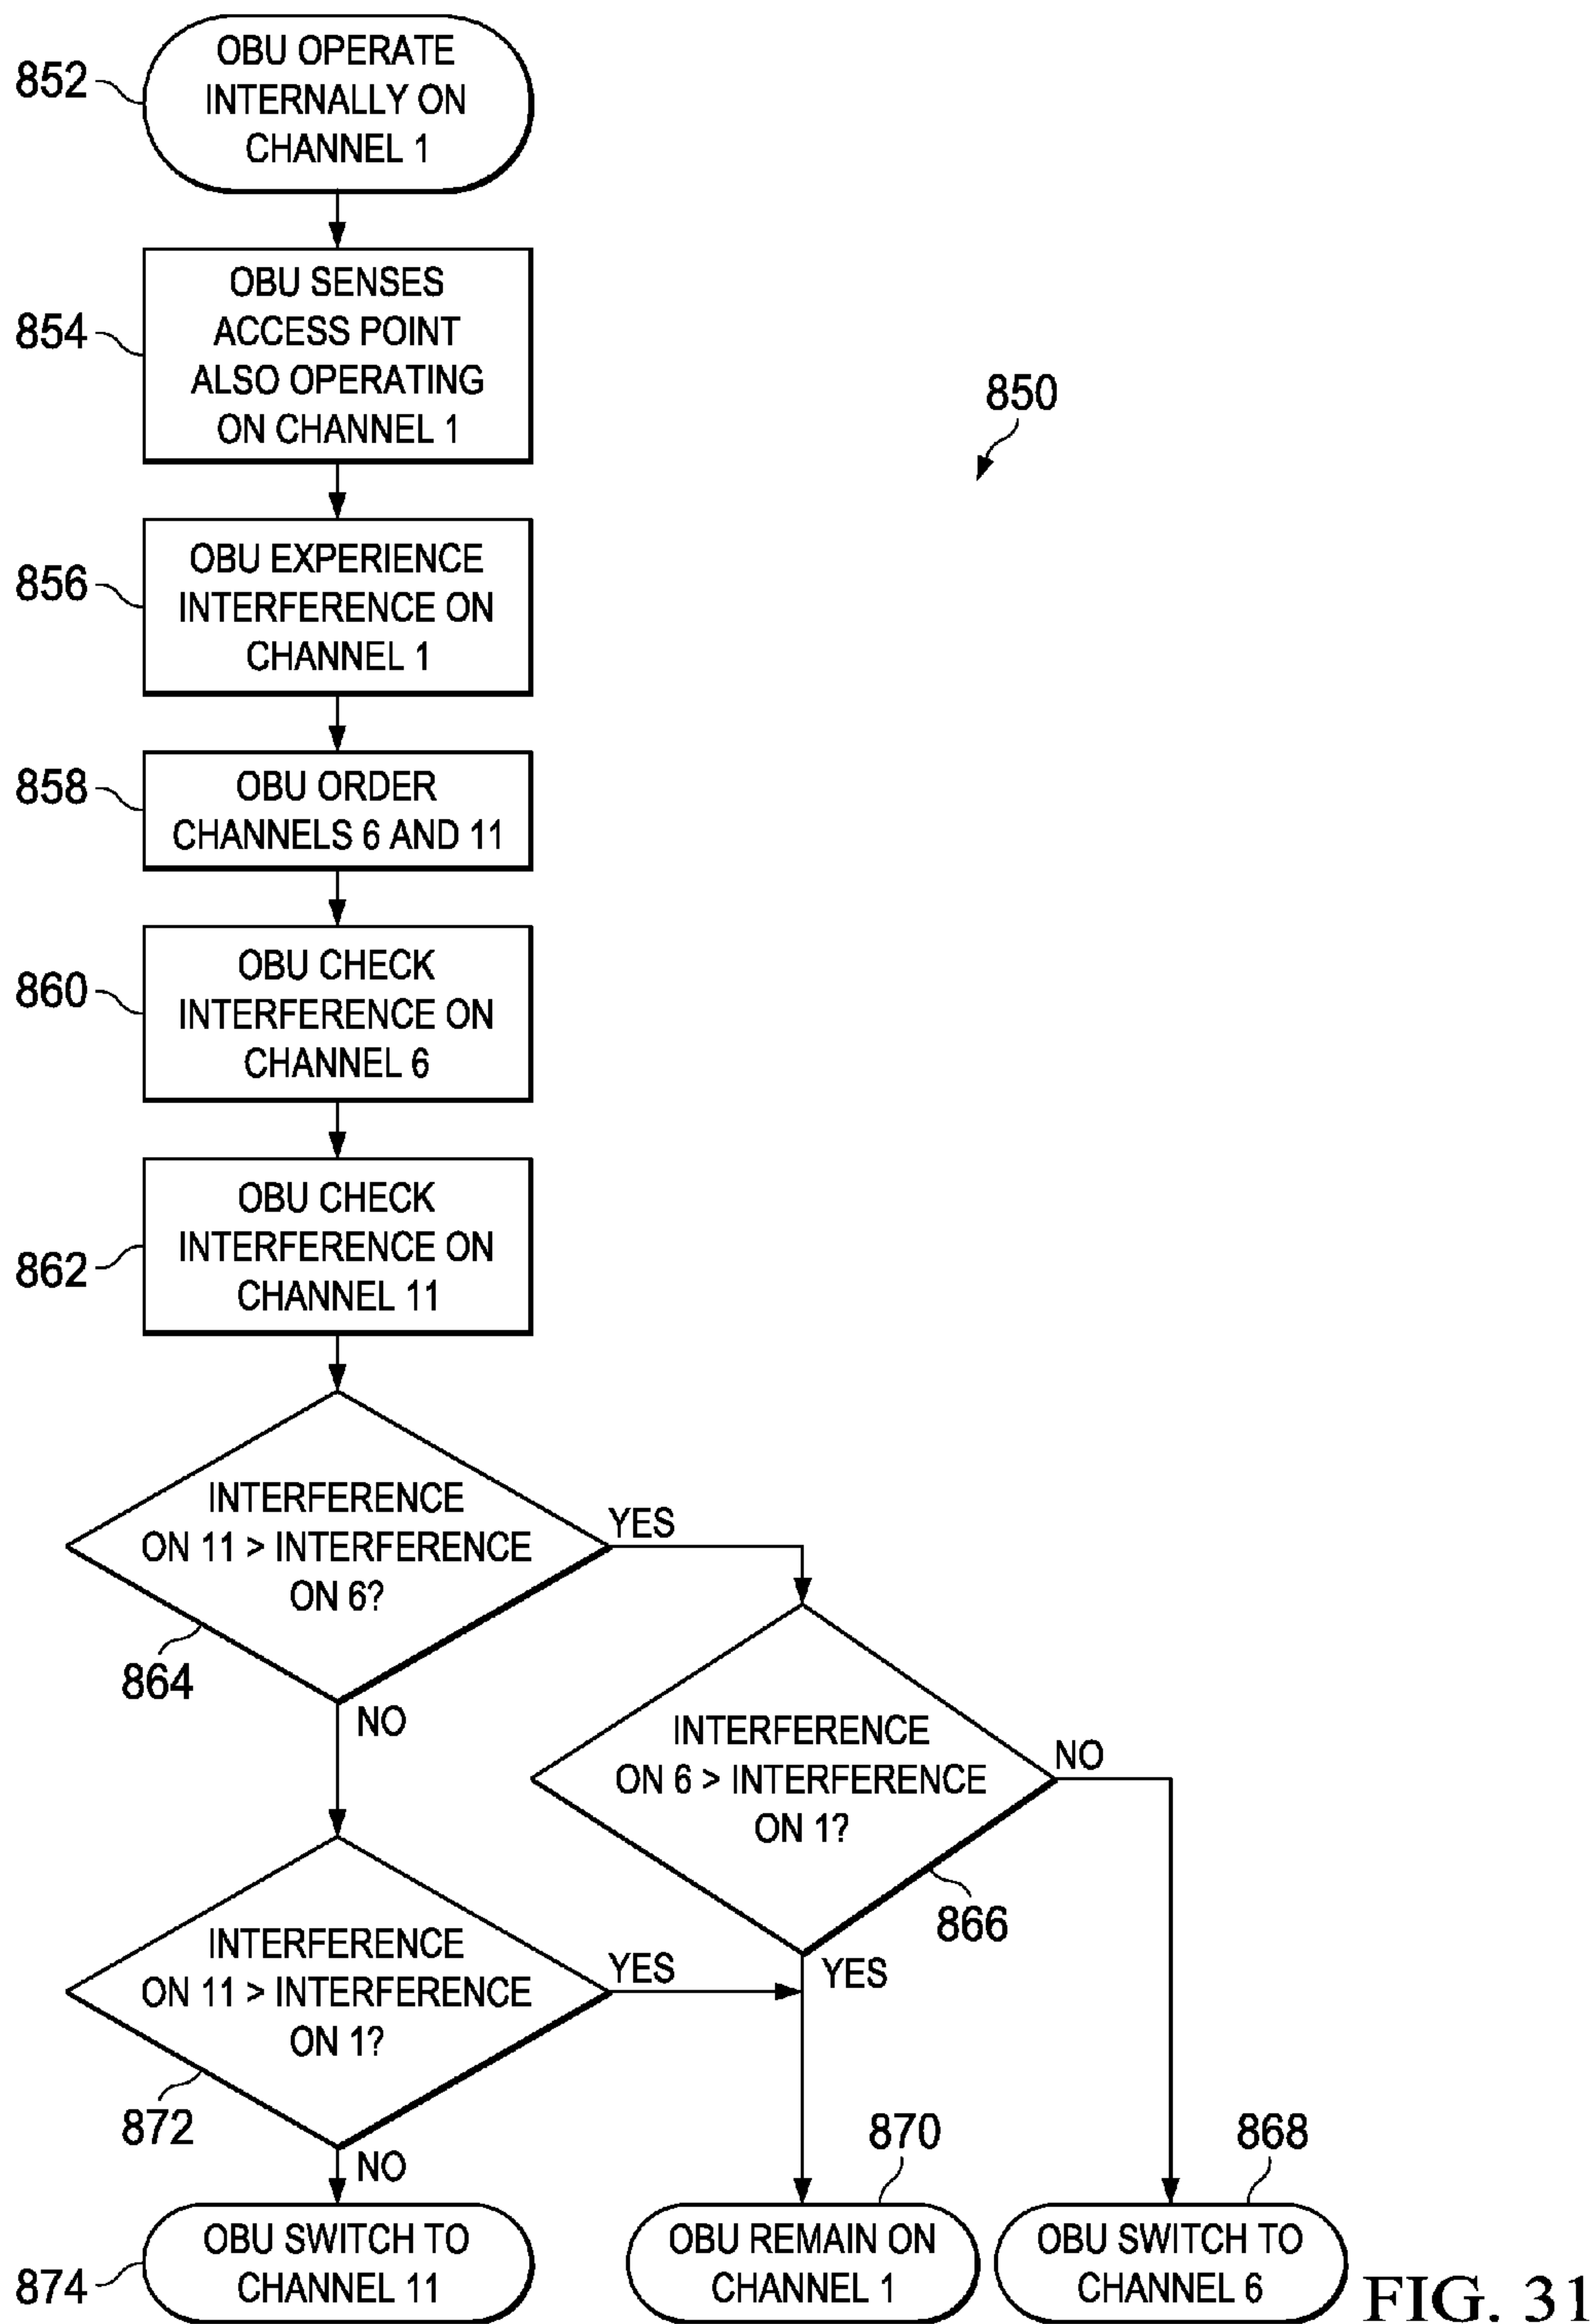 852
OBU OPERATE
INTERNALLY ON
CHANNEL 1
854
OBU SENSES
ACCESS POINT
ALSO OPERATING
ON CHANNEL 1
850
856
OBU EXPERIENCE
INTERFERENCE ON
CHANNEL 1
858
OBU ORDER
CHANNELS 6 AND 11
860
OBU CHECK
INTERFERENCE ON
CHANNEL 6
862
OBU CHECK
INTERFERENCE ON
CHANNEL 11
INTERFERENCE
ON 11 > INTERFERENCE
ON 6?
YES
864
NO
INTERFERENCE
ON 6 > INTERFERENCE
ON 1?
NO
866
YES
INTERFERENCE
ON 11 > INTERFERENCE
ON 1?
YES
872
NO
870
868
874
OBU SWITCH TO
CHANNEL 11
OBU REMAIN ON
CHANNEL 1
OBU SWITCH TO
CHANNEL 6
FIG. 31